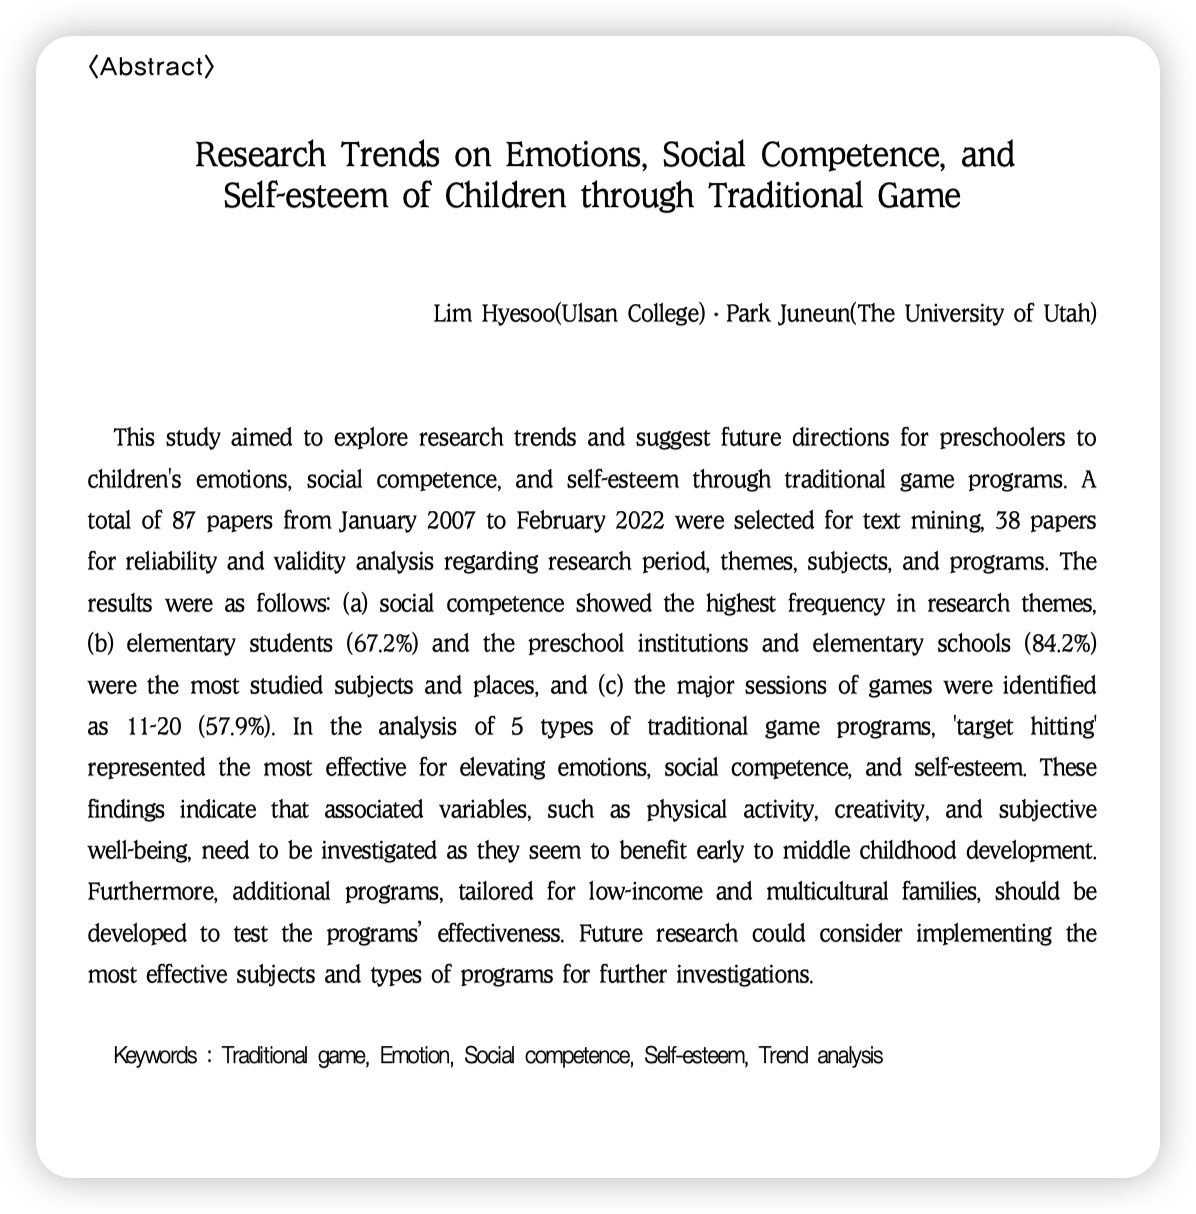 〈Abstract〉
Research Trends on Emotions, Social Competence, and
Self-esteem of Children through Traditional Game
Lim Hyesoo(Ulsan College)·Park Juneun(The University of Utah)
This study aimed to explore research trends and suggest future directions for preschoolers to
children's emotions, social competence, and self-esteem through traditional game programs. A
total of 87 papers from January 2007 to February 2022 were selected for text mining, 38 papers
for reliability and validity analysis regarding research period, themes, subjects, and programs. The
results were as follows: (a) social competence showed the highest frequency in research themes,
(b) elementary students (67.2%) and the preschool institutions and elementary schools (84.2%)
were the most studied subjects and places, and (c) the major sessions of games were identified
as 11-20 (57.9%). In the analysis of 5 types of traditional game programs, 'target hitting'
represented the most effective for elevating emotions, social competence, and self-esteem. These
findings indicate that associated variables, such as physical activity, creativity, and subjective
well-being, need to be investigated as they seem to benefit early to middle childhood development.
Furthermore, additional programs, tailored for low-income and multicultural families, should be
developed to test the programs’ effectiveness. Future research could consider implementing the
most effective subjects and types of programs for further investigations.
Keywords : Traditional game, Emotion, Social competence, Self-esteem, Trend analysis